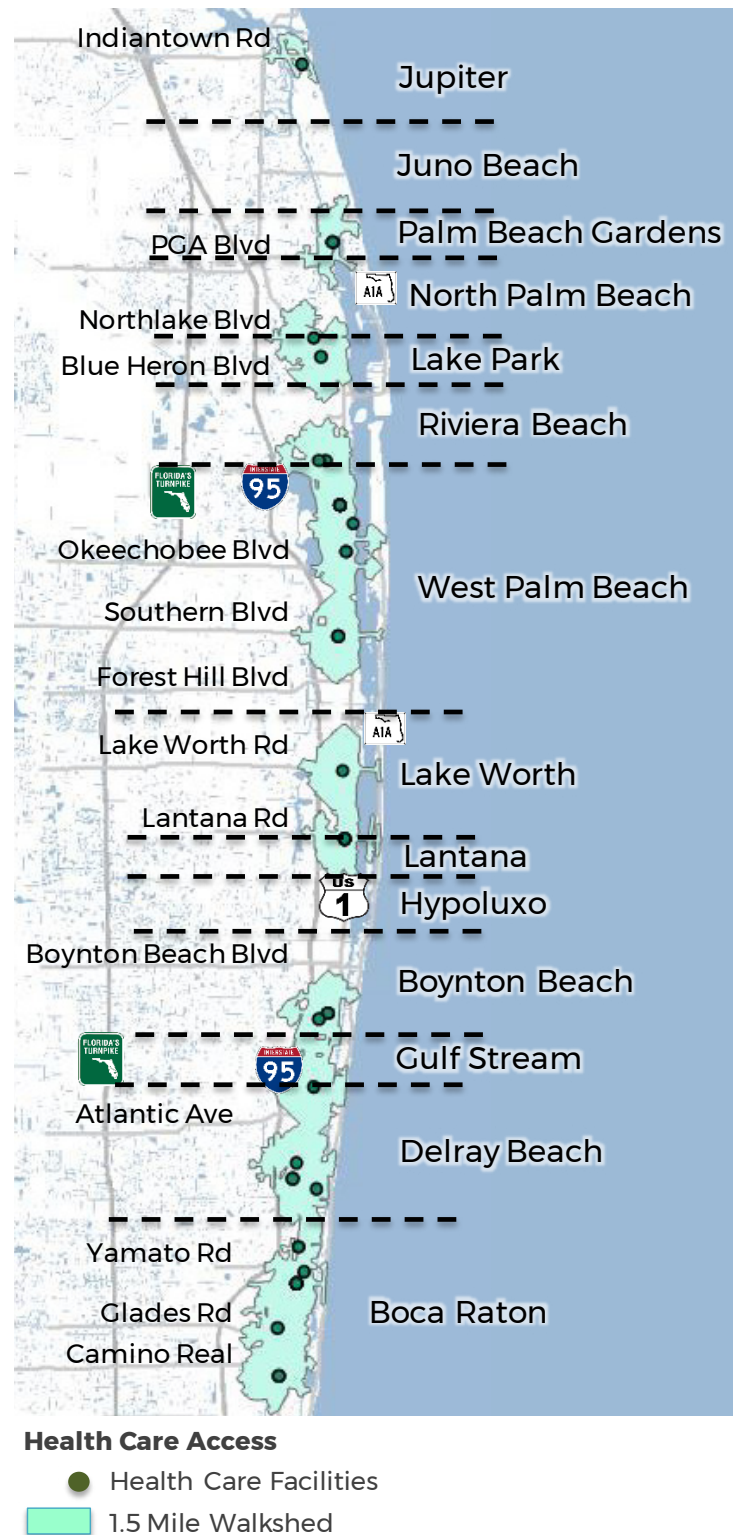 Indiantown Rd
Jupiter
Juno Beach
Palm Beach Gardens
PGA Blvd
A1A
North Palm Beach
Northlake Blvd
Lake Park
Blue Heron Blvd
Riviera Beach
FLORIDA'S
TURNPIKE
INTERSTATE
95
Okeechobee Blvd
West Palm Beach
Southern Blvd
Forest Hill Blvd
A1A
Lake Worth Rd
Lake Worth
Lantana Rd
Lantana
US
1
Hypoluxo
Boynton Beach Blvd
Boynton Beach
FLORIDA'S
TURNPIKE
INTERSTATE
95
Gulf Stream
Atlantic Ave
Delray Beach
Yamato Rd
Glades Rd
Boca Raton
Camino Real
Health Care Access
Health Care Facilities
1.5 Mile Walkshed